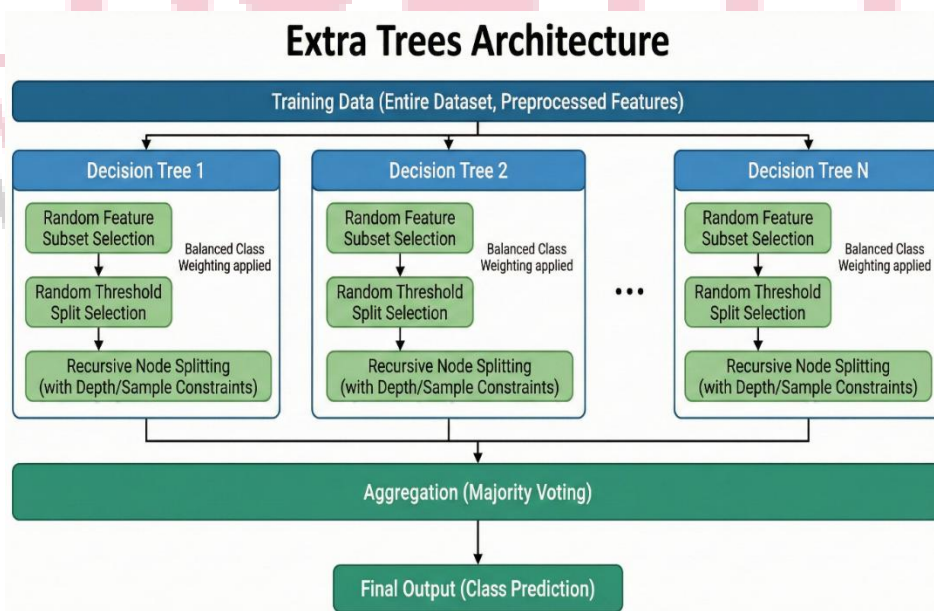 Extra Trees Architecture
Training Data (Entire Dataset, Preprocessed Features)
Decision Tree 1
Random Feature
Subset Selection
Balanced Class
Weighting applied
Random Threshold
Split Selection
Recursive Node Splitting
(with Depth/Sample Constraints)
Decision Tree 2
Random Feature
Subset Selection
Balanced Class
Weighting applied
Random Threshold
Split Selection
Recursive Node Splitting
(with Depth/Sample Constraints)
...
Decision Tree N
Random Feature
Subset Selection
Balanced Class
Weighting applied
Random Threshold
Split Selection
Recursive Node Splitting
(with Depth/Sample Constraints)
Aggregation (Majority Voting)
Final Output (Class Prediction)